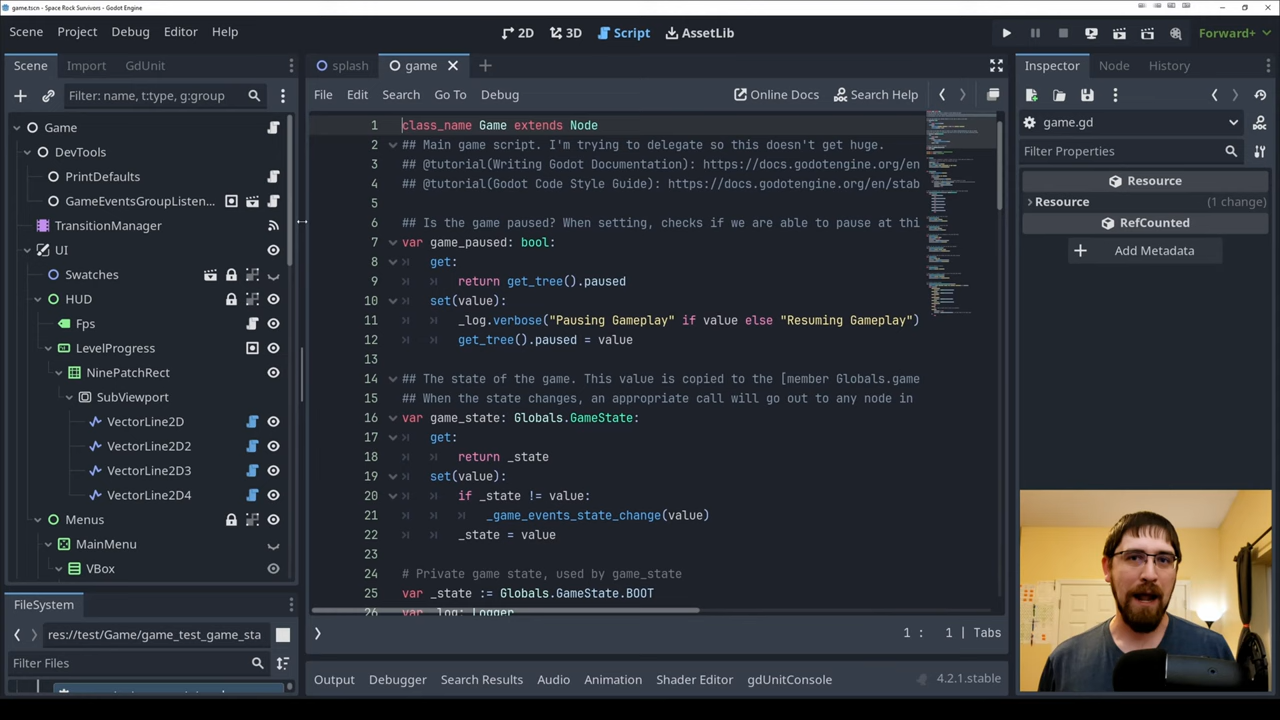 game.tscn - Space Rock Survivors - Godot Engine
Scene Project Debug Editor Help
2D 3D Script AssetLib
Forward+
Scene Import GdUnit
Filter: name, t:type, g:group
Game
DevTools
PrintDefaults
GameEventsGroupListen...
TransitionManager
UI
Swatches
HUD
Fps
LevelProgress
NinePatchRect
SubViewport
VectorLine2D
VectorLine2D2
VectorLine2D3
VectorLine2D4
Menus
MainMenu
VBox
FileSystem
res://test/Game/game_test_game_sta
Filter Files
splash game
File Edit Search Go To Debug
Online Docs Search Help
1 class_name Game extends Node
2 ## Main game script. I'm trying to delegate so this doesn't get huge.
3 ## @tutorial(Writing Godot Documentation): https://docs.godotengine.org/en
4 ## @tutorial(Godot Code Style Guide): https://docs.godotengine.org/en/stab
5
6 ## Is the game paused? When setting, checks if we are able to pause at thi
7 var game_paused: bool:
8 get:
9 return get_tree().paused
10 set(value):
11 _log.verbose("Pausing Gameplay" if value else "Resuming Gameplay")
12 get_tree().paused = value
13
14 ## The state of the game. This value is copied to the [member Globals.game
15 ## When the state changes, an appropriate call will go out to any node in
16 var game_state: Globals.GameState:
17 get:
18 return _state
19 set(value):
20 if _state != value:
21 _game_events_state_change(value)
22 _state = value
23
24 # Private game state, used by game_state
25 var _state := Globals.GameState.BOOT
26 var _log: Logger
1 : 1 | Tabs
Output Debugger Search Results Audio Animation Shader Editor gdUnitConsole
4.2.1.stable
Inspector Node History
game.gd
Filter Properties
Resource
Resource (1 change)
RefCounted
Add Metadata